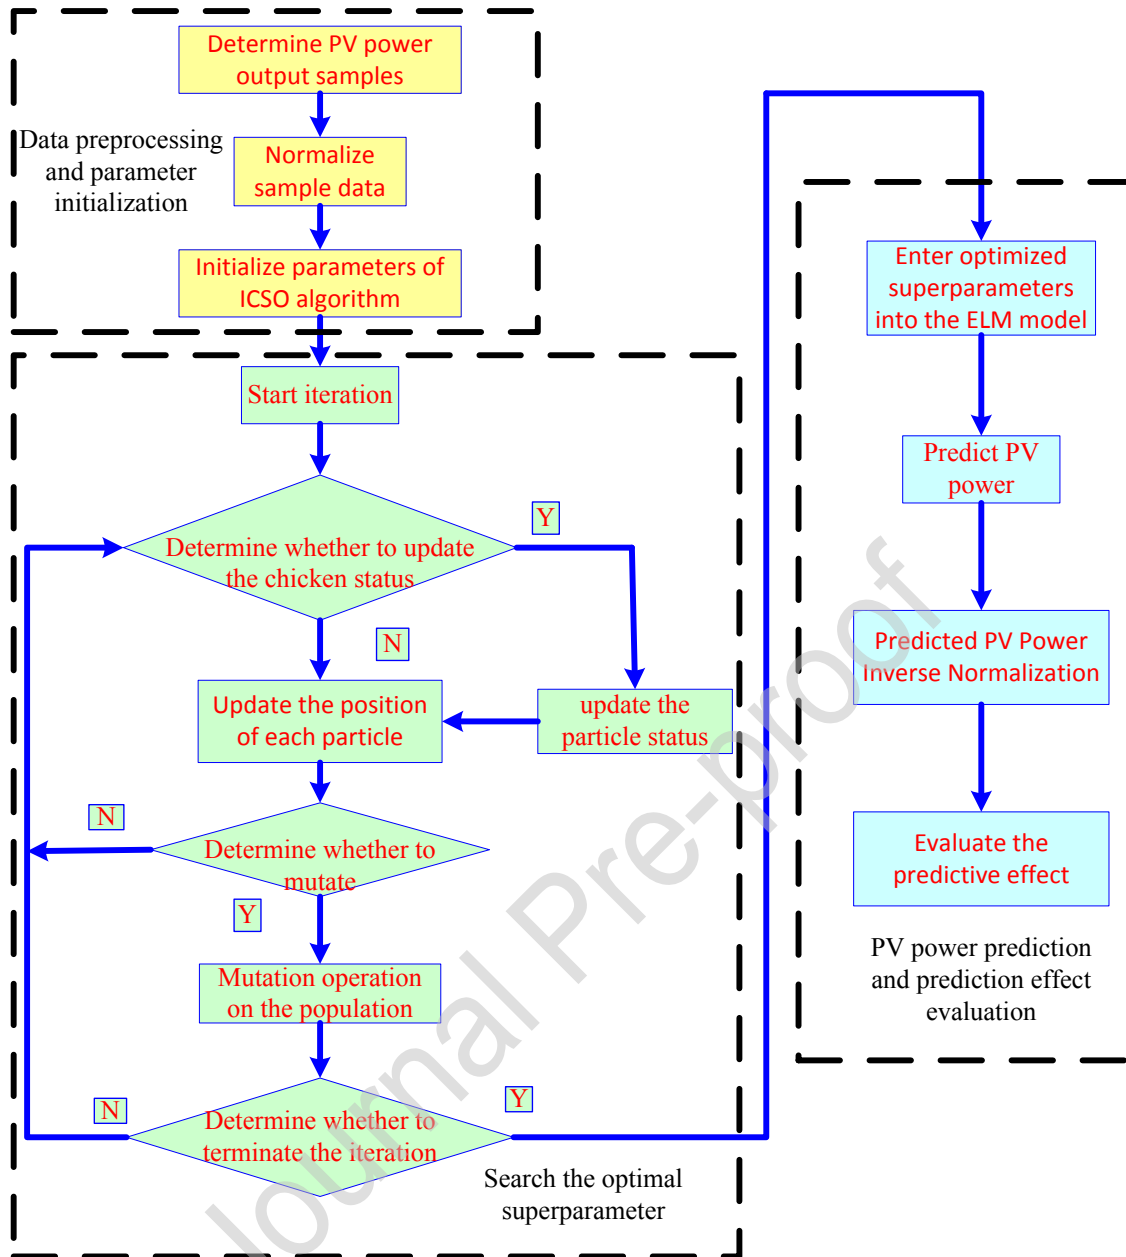 Determine PV power
output samples
Data preprocessing
and parameter
initialization
Normalize
sample data
Initialize parameters of
ICSO algorithm
Start iteration
Determine whether to update
the chicken status
Y
N
Update the position
of each particle
update the
particle status
Determine whether to
mutate
N
Y
Mutation operation
on the population
Determine whether to
terminate the iteration
N
Y
Search the optimal
superparameter
Enter optimized
superparameters
into the ELM model
Predict PV
power
Predicted PV Power
Inverse Normalization
Evaluate the
predictive effect
PV power prediction
and prediction effect
evaluation
Journal Pre-proof